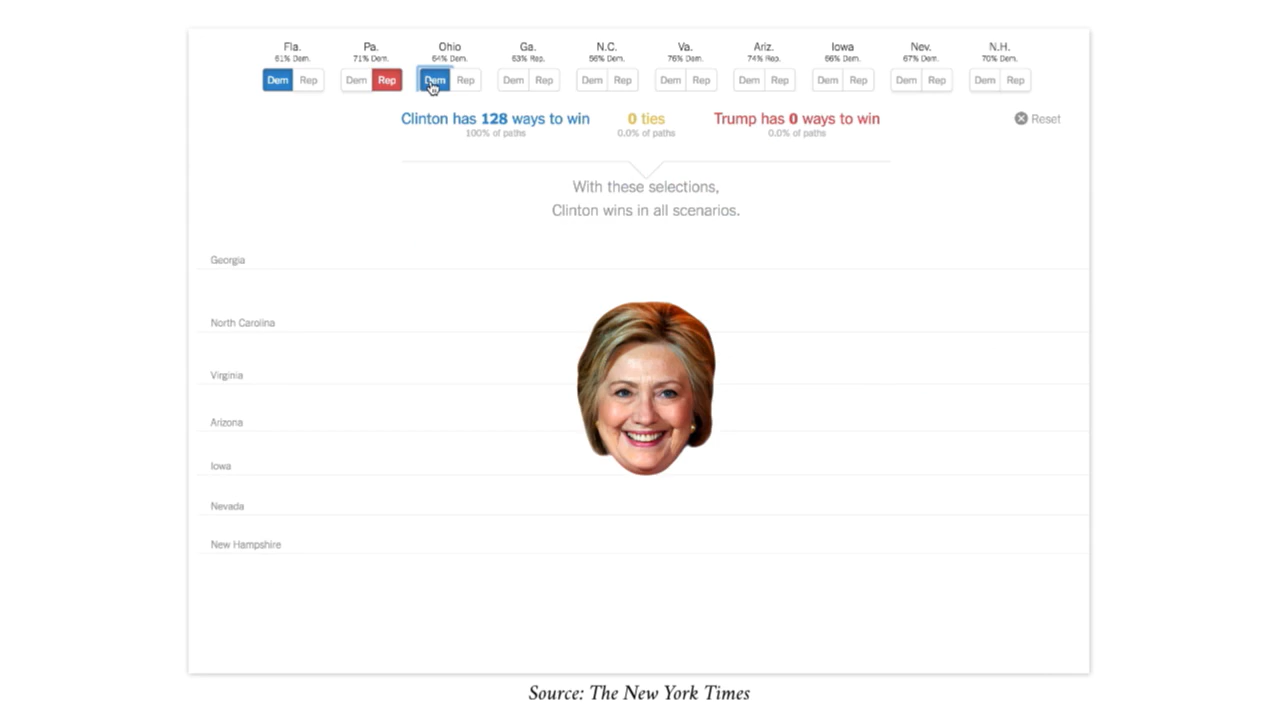 Fla. Pa. Ohio Ga. N.C. Va. Ariz. Iowa Nev. N.H.
61% Dem. 71% Dem. 64% Dem. 63% Rep. 56% Dem. 76% Dem. 74% Rep. 66% Dem. 67% Dem. 70% Dem.
Dem Rep Dem Rep Dem Rep Dem Rep Dem Rep Dem Rep Dem Rep Dem Rep Dem Rep Dem Rep
Clinton has 128 ways to win 0 ties Trump has 0 ways to win Reset
100% of paths 0.0% of paths 0.0% of paths
With these selections,
Clinton wins in all scenarios.
Georgia
North Carolina
Virginia
Arizona
Iowa
Nevada
New Hampshire
Source: The New York Times